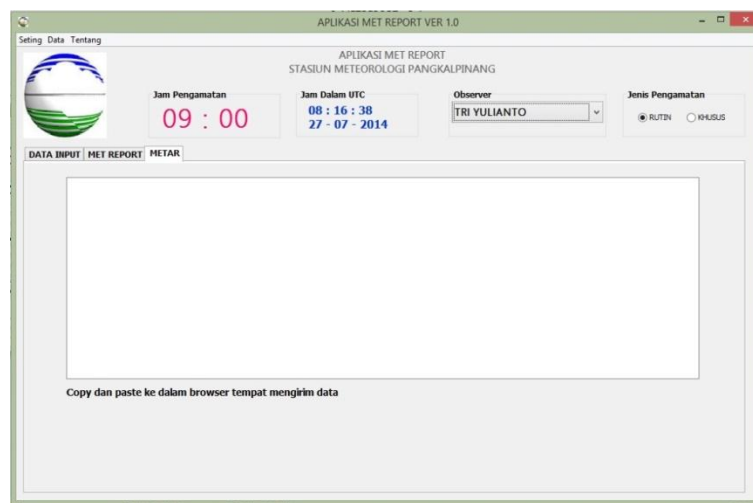 APLIKASI MET REPORT VER 1.0
Seting Data Tentang
APLIKASI MET REPORT
STASIUN METEOROLOGI PANGKALPINANG
Jam Pengamatan
09 : 00
Jam Dalam UTC
08 : 16 : 38
27 - 07 - 2014
Observer
TRI YULIANTO
Jenis Pengamatan
RUTIN KHUSUS
DATA INPUT MET REPORT METAR
Copy dan paste ke dalam browser tempat mengirim data